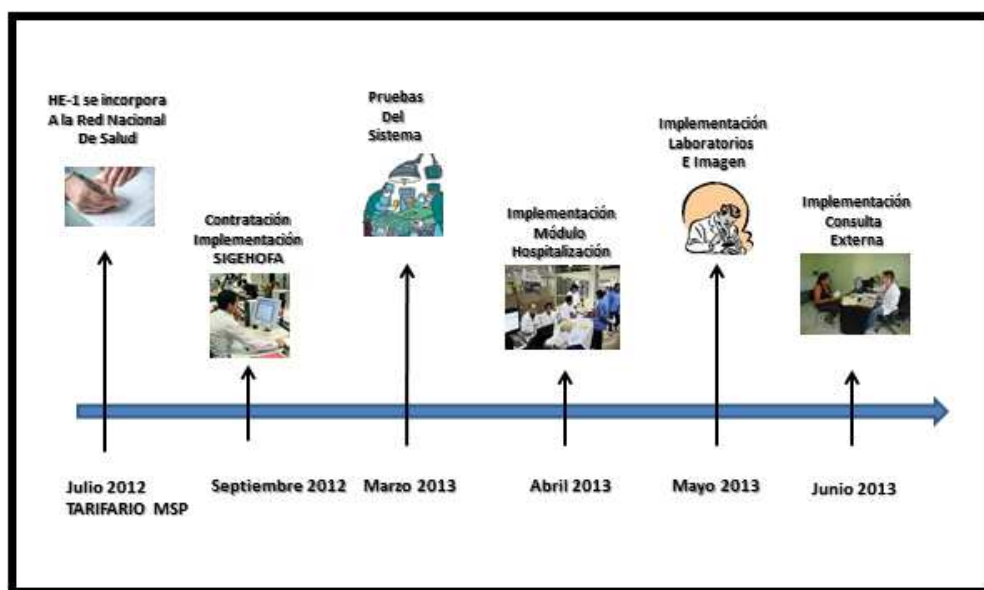 HE-1 se incorpora
A la Red Nacional
De Salud
Contratación
Implementación
SIGEHOFA
Pruebas
Del
Sistema
Implementación
Módulo
Hospitalización
Implementación
Laboratorios
E Imagen
Implementación
Consulta
Externa
Julio 2012
TARIFARIO MSP
Septiembre 2012
Marzo 2013
Abril 2013
Mayo 2013
Junio 2013